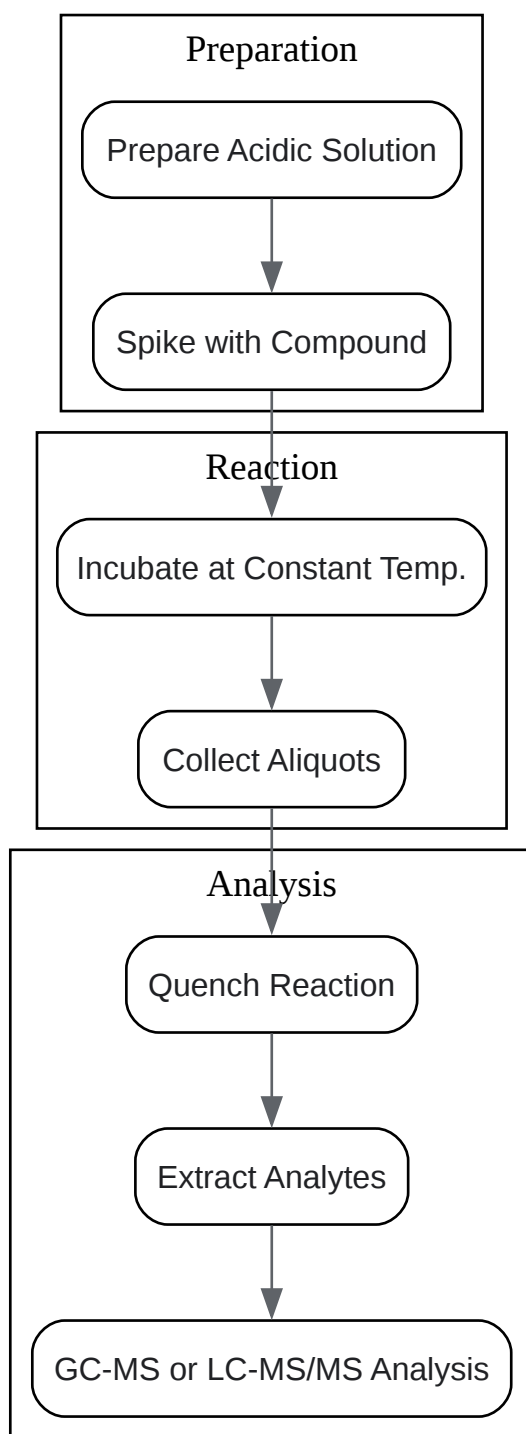 Preparation
Prepare Acidic Solution
Spike with Compound
Reaction
Incubate at Constant Temp.
Collect Aliquots
Analysis
Quench Reaction
Extract Analytes
GC-MS or LC-MS/MS Analysis